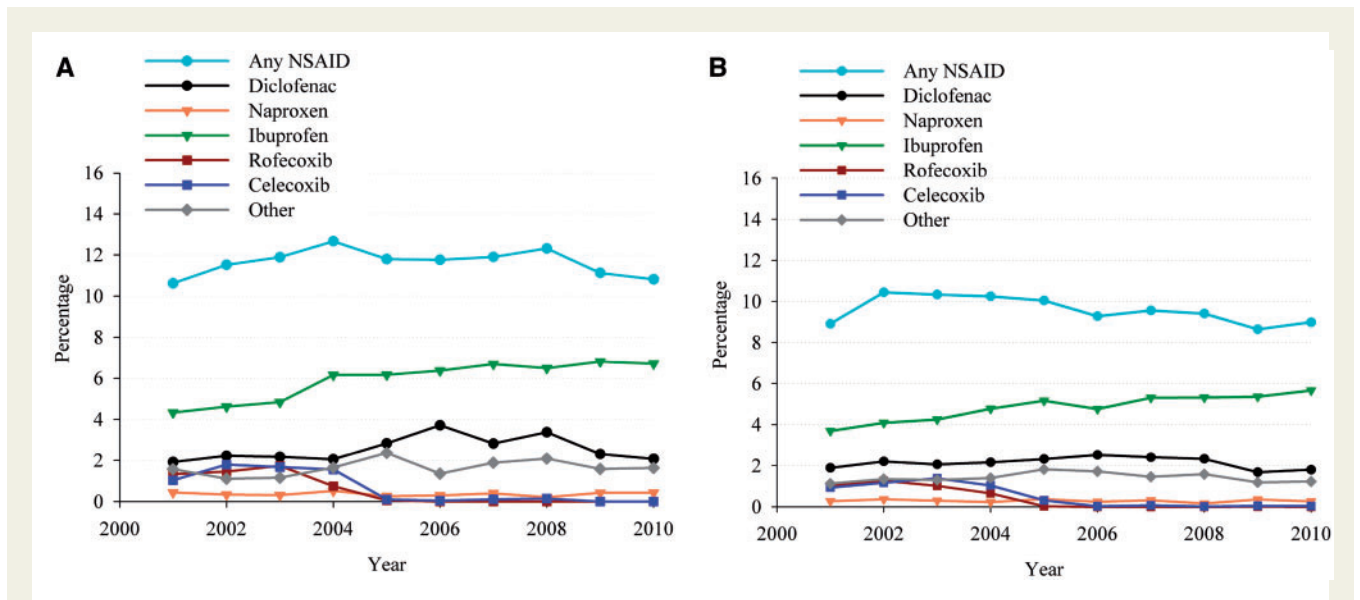 A
Any NSAID
Diclofenac
Naproxen
Ibuprofen
Rofecoxib
Celecoxib
Other
16
14
12
10
8
6
4
2
0
Percentage
2000
2002
2004
2006
2008
2010
Year
B
Any NSAID
Diclofenac
Naproxen
Ibuprofen
Rofecoxib
Celecoxib
Other
16
14
12
10
8
6
4
2
0
Percentage
2000
2002
2004
2006
2008
2010
Year